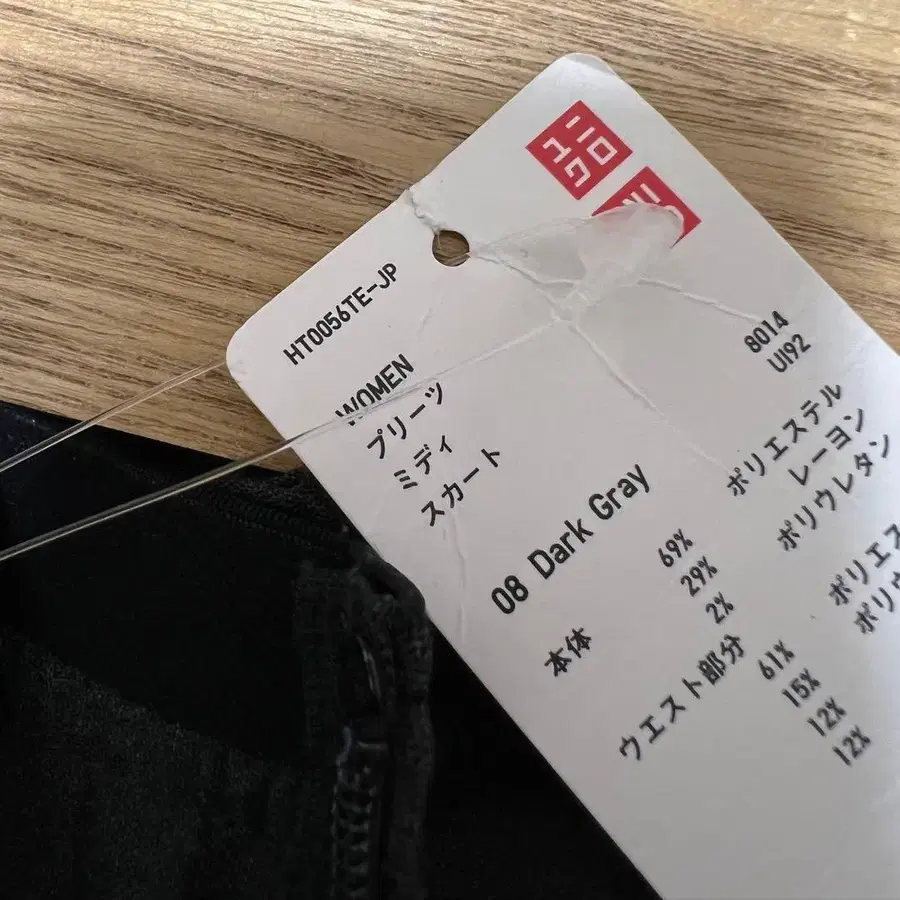 ユニ
クロ
HT0056TE-JP
8014
UI92
WOMEN
プリーツ
ミディ
スカート
08 Dark Gray
本体 69% ポリエステル
29% レーヨン
2% ポリウレタン
ウエスト部分 61%
15%
12%
12%